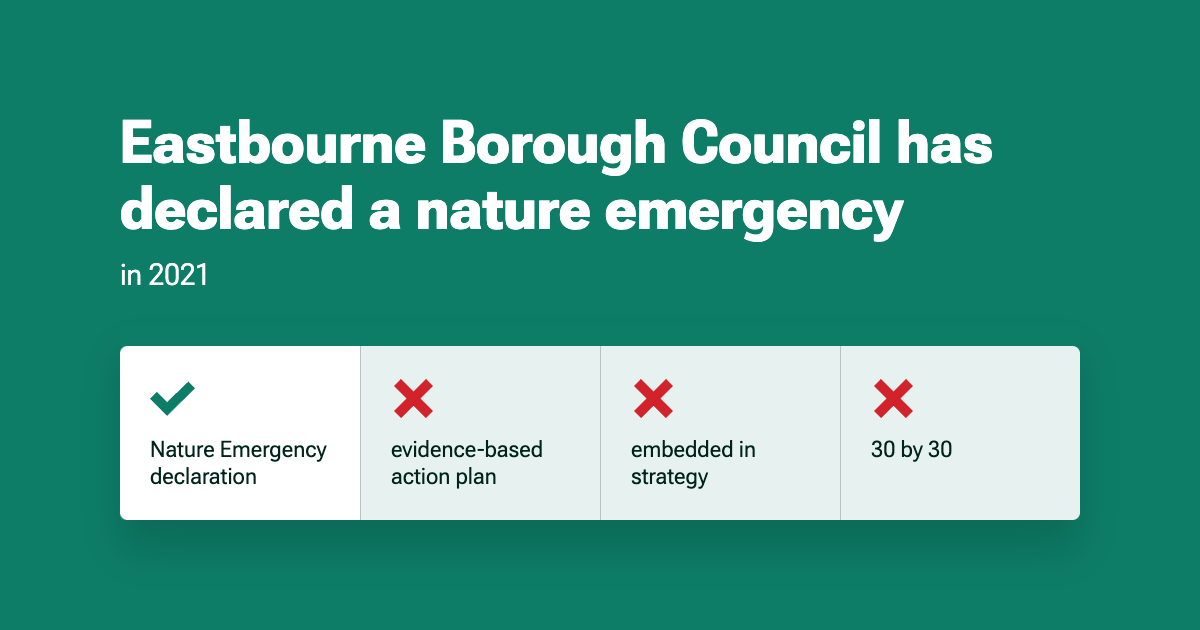 Eastbourne Borough Council has
declared a nature emergency
in 2021
Nature Emergency
declaration
evidence-based
action plan
embedded in
strategy
30 by 30